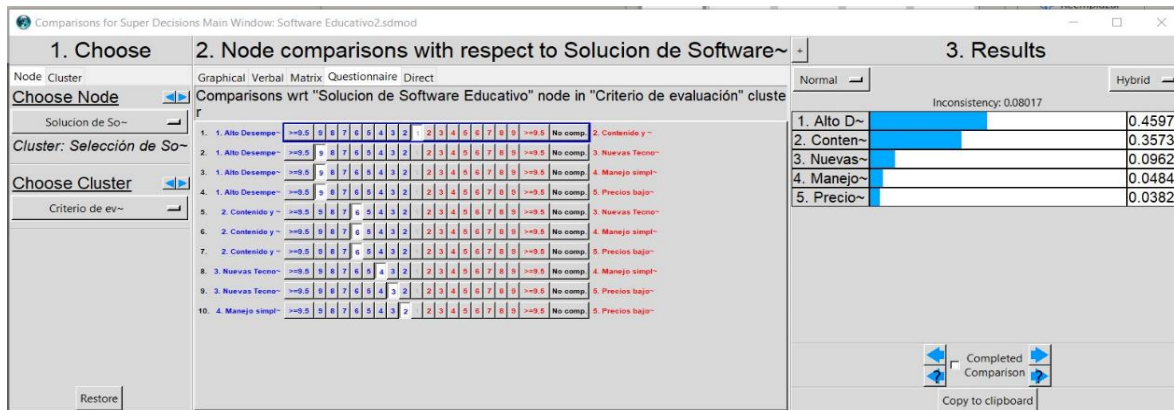 Comparisons for Super Decisions Main Window: Software Educativo2.sdmod
1. Choose
Node Cluster
Choose Node
Solucion de So~
Cluster: Selección de So~
Choose Cluster
Criterio de ev~
Restore
2. Node comparisons with respect to Solucion de Software~
Graphical Verbal Matrix Questionnaire Direct
Comparisons wrt "Solucion de Software Educativo" node in "Criterio de evaluación" cluste
r
1. 1. Alto Desempe~ >=9.5 9 8 7 6 5 4 3 2 1 2 3 4 5 6 7 8 9 >=9.5 No comp. 2. Contenido y ~
2. 1. Alto Desempe~ >=9.5 9 8 7 6 5 4 3 2 1 2 3 4 5 6 7 8 9 >=9.5 No comp. 3. Nuevas Tecno~
3. 1. Alto Desempe~ >=9.5 9 8 7 6 5 4 3 2 1 2 3 4 5 6 7 8 9 >=9.5 No comp. 4. Manejo simpl~
4. 1. Alto Desempe~ >=9.5 9 8 7 6 5 4 3 2 1 2 3 4 5 6 7 8 9 >=9.5 No comp. 5. Precios bajo~
5. 2. Contenido y ~ >=9.5 9 8 7 6 5 4 3 2 1 2 3 4 5 6 7 8 9 >=9.5 No comp. 3. Nuevas Tecno~
6. 2. Contenido y ~ >=9.5 9 8 7 6 5 4 3 2 1 2 3 4 5 6 7 8 9 >=9.5 No comp. 4. Manejo simpl~
7. 2. Contenido y ~ >=9.5 9 8 7 6 5 4 3 2 1 2 3 4 5 6 7 8 9 >=9.5 No comp. 5. Precios bajo~
8. 3. Nuevas Tecno~ >=9.5 9 8 7 6 5 4 3 2 1 2 3 4 5 6 7 8 9 >=9.5 No comp. 4. Manejo simpl~
9. 3. Nuevas Tecno~ >=9.5 9 8 7 6 5 4 3 2 1 2 3 4 5 6 7 8 9 >=9.5 No comp. 5. Precios bajo~
10. 4. Manejo simpl~ >=9.5 9 8 7 6 5 4 3 2 1 2 3 4 5 6 7 8 9 >=9.5 No comp. 5. Precios bajo~
+ 3. Results
Normal Hybrid
Inconsistency: 0.08017
1. Alto D~ 0.4597
2. Conten~ 0.3573
3. Nuevas~ 0.0962
4. Manejo~ 0.0484
5. Precio~ 0.0382
Completed
Comparison
Copy to clipboard